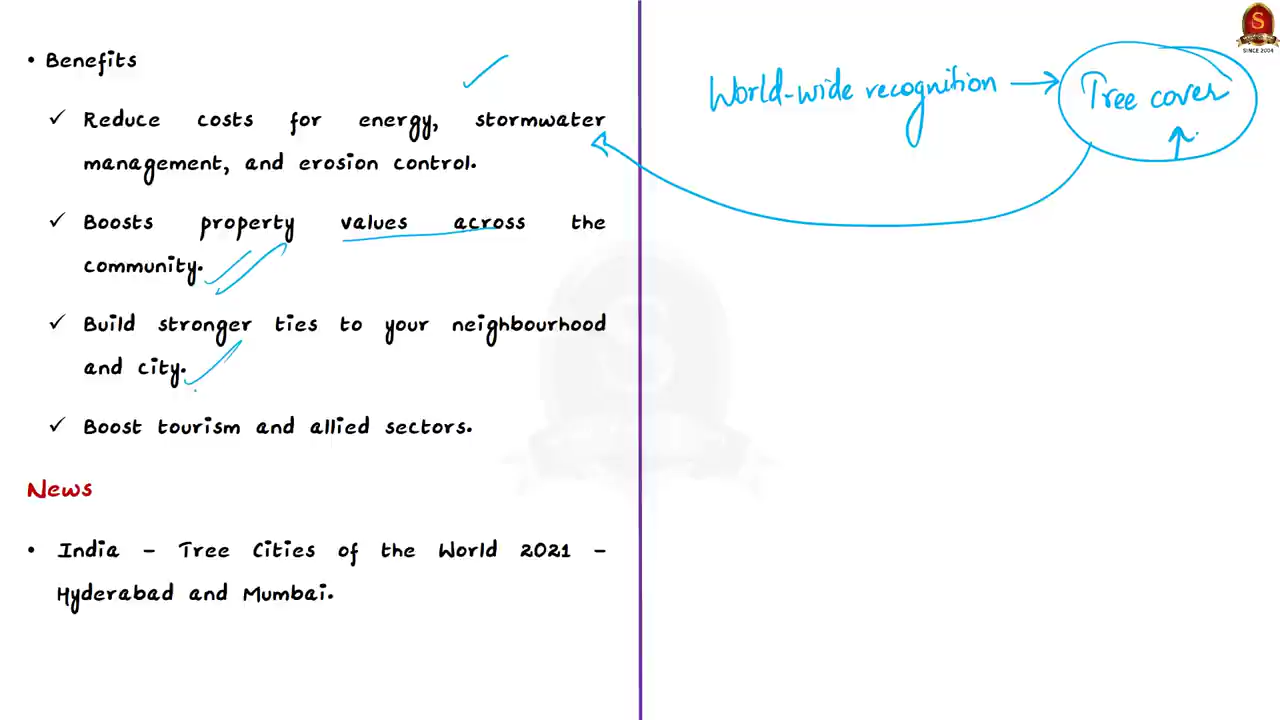 • Benefits
✓ Reduce costs for energy, stormwater
management, and erosion control.
✓ Boosts property values across the
community.
✓ Build stronger ties to your neighbourhood
and city.
✓ Boost tourism and allied sectors.
News
• India – Tree Cities of the World 2021 –
Hyderabad and Mumbai.
World-wide recognition → Tree cover ↑
S
SINCE 2004